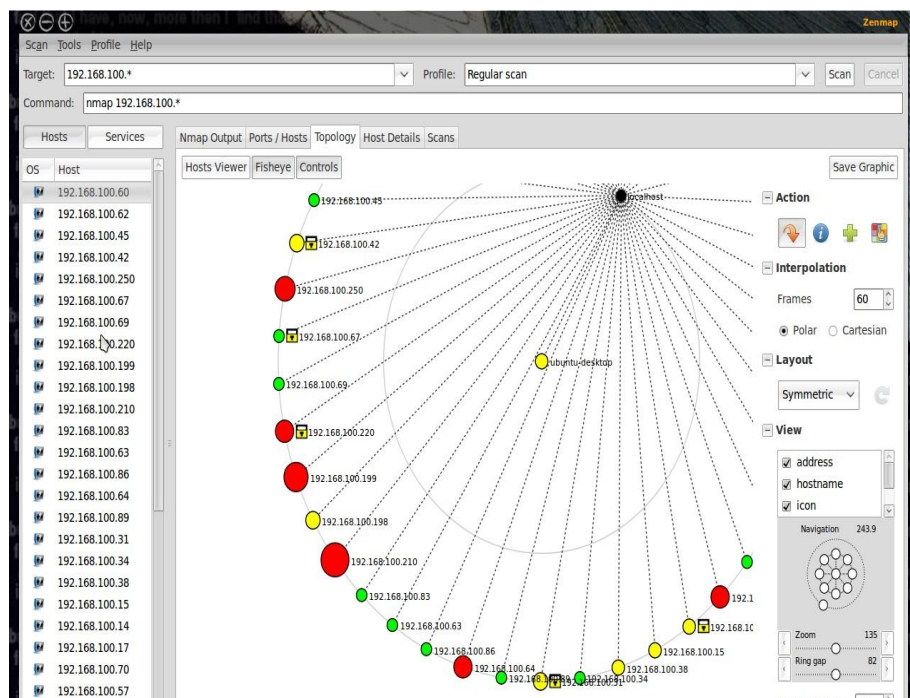 Zenmap
Scan Tools Profile Help
Target: 192.168.100.* Profile: Regular scan Scan Cancel
Command: nmap 192.168.100.*
Hosts Services
Nmap Output Ports / Hosts Topology Host Details Scans
OS Host
192.168.100.60
192.168.100.62
192.168.100.45
192.168.100.42
192.168.100.250
192.168.100.67
192.168.100.69
192.168.100.220
192.168.100.199
192.168.100.198
192.168.100.210
192.168.100.83
192.168.100.63
192.168.100.86
192.168.100.64
192.168.100.89
192.168.100.31
192.168.100.34
192.168.100.38
192.168.100.15
192.168.100.14
192.168.100.17
192.168.100.70
192.168.100.57
Hosts Viewer Fisheye Controls Save Graphic
localhost
192.168.100.45
192.168.100.42
192.168.100.250
192.168.100.67
ubuntu-desktop
192.168.100.69
192.168.100.220
192.168.100.199
192.168.100.198
192.168.100.210
192.168.100.83
192.168.100.63
192.168.100.86
192.168.100.64
192.168.100.34
192.168.100.38
192.168.100.15
192.168.10
192.1
Action
Interpolation
Frames 60
Polar Cartesian
Layout
Symmetric
View
address
hostname
icon
Navigation 243.9
Zoom 135
Ring gap 82